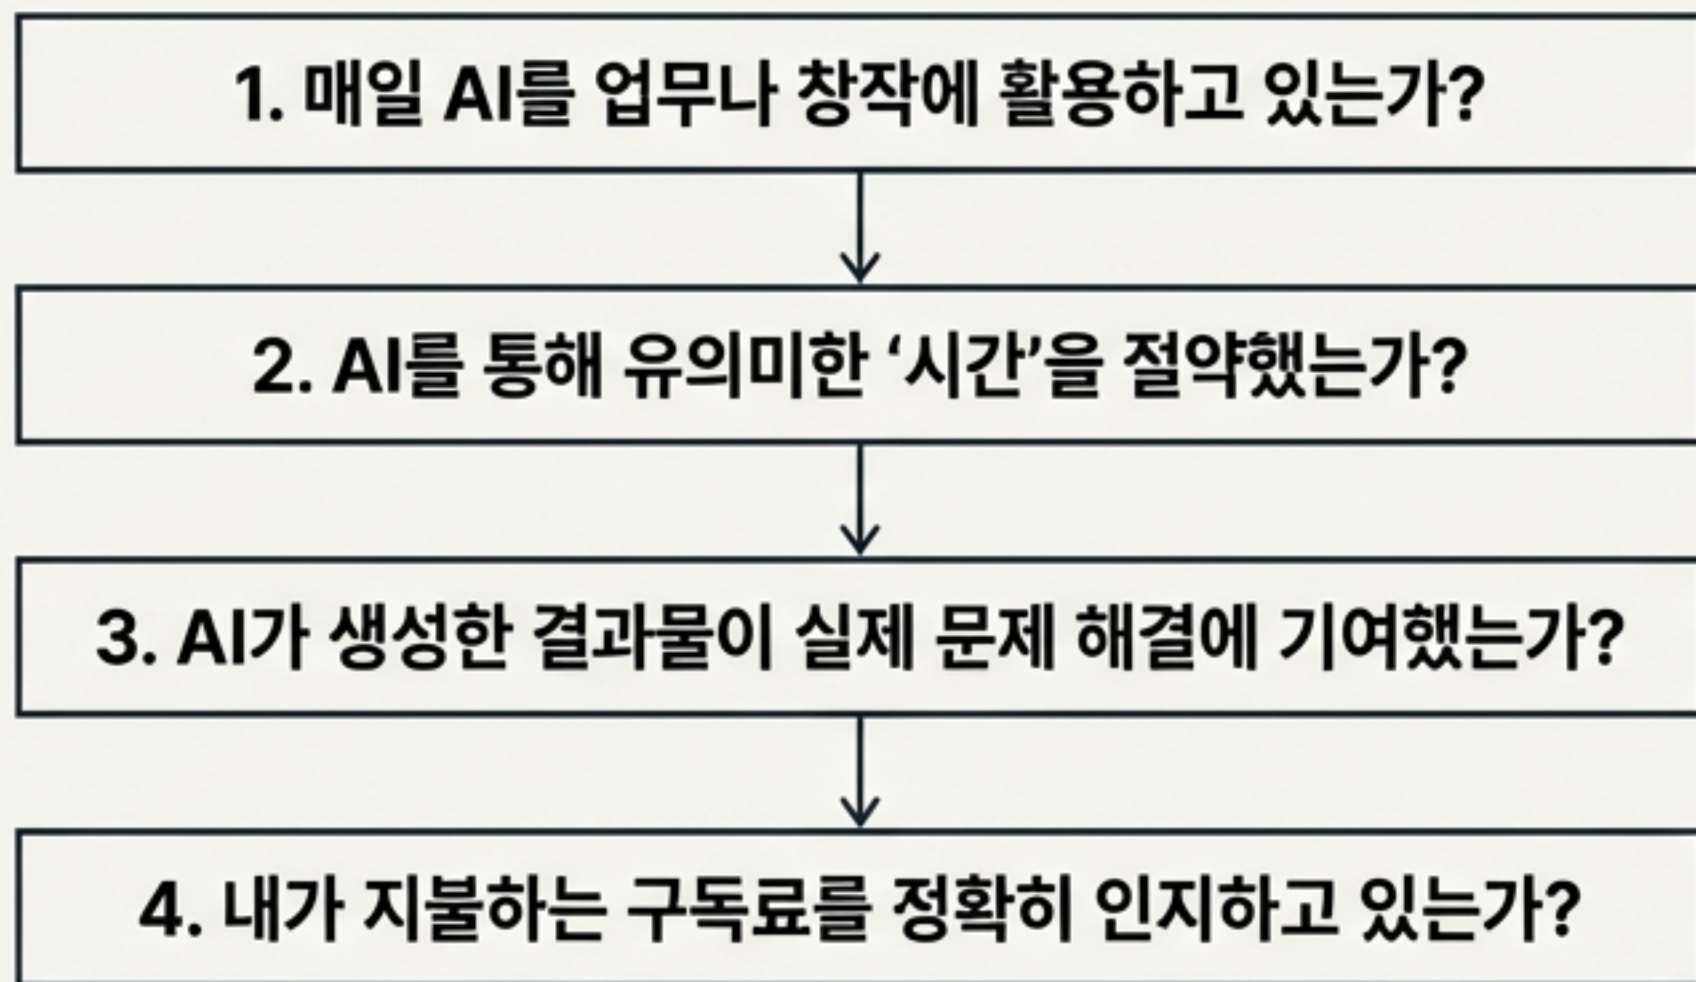 1. 매일 AI를 업무나 창작에 활용하고 있는가?
2. AI를 통해 유의미한 ‘시간’을 절약했는가?
3. AI가 생성한 결과물이 실제 문제 해결에 기여했는가?
4. 내가 지불하는 구독료를 정확히 인지하고 있는가?